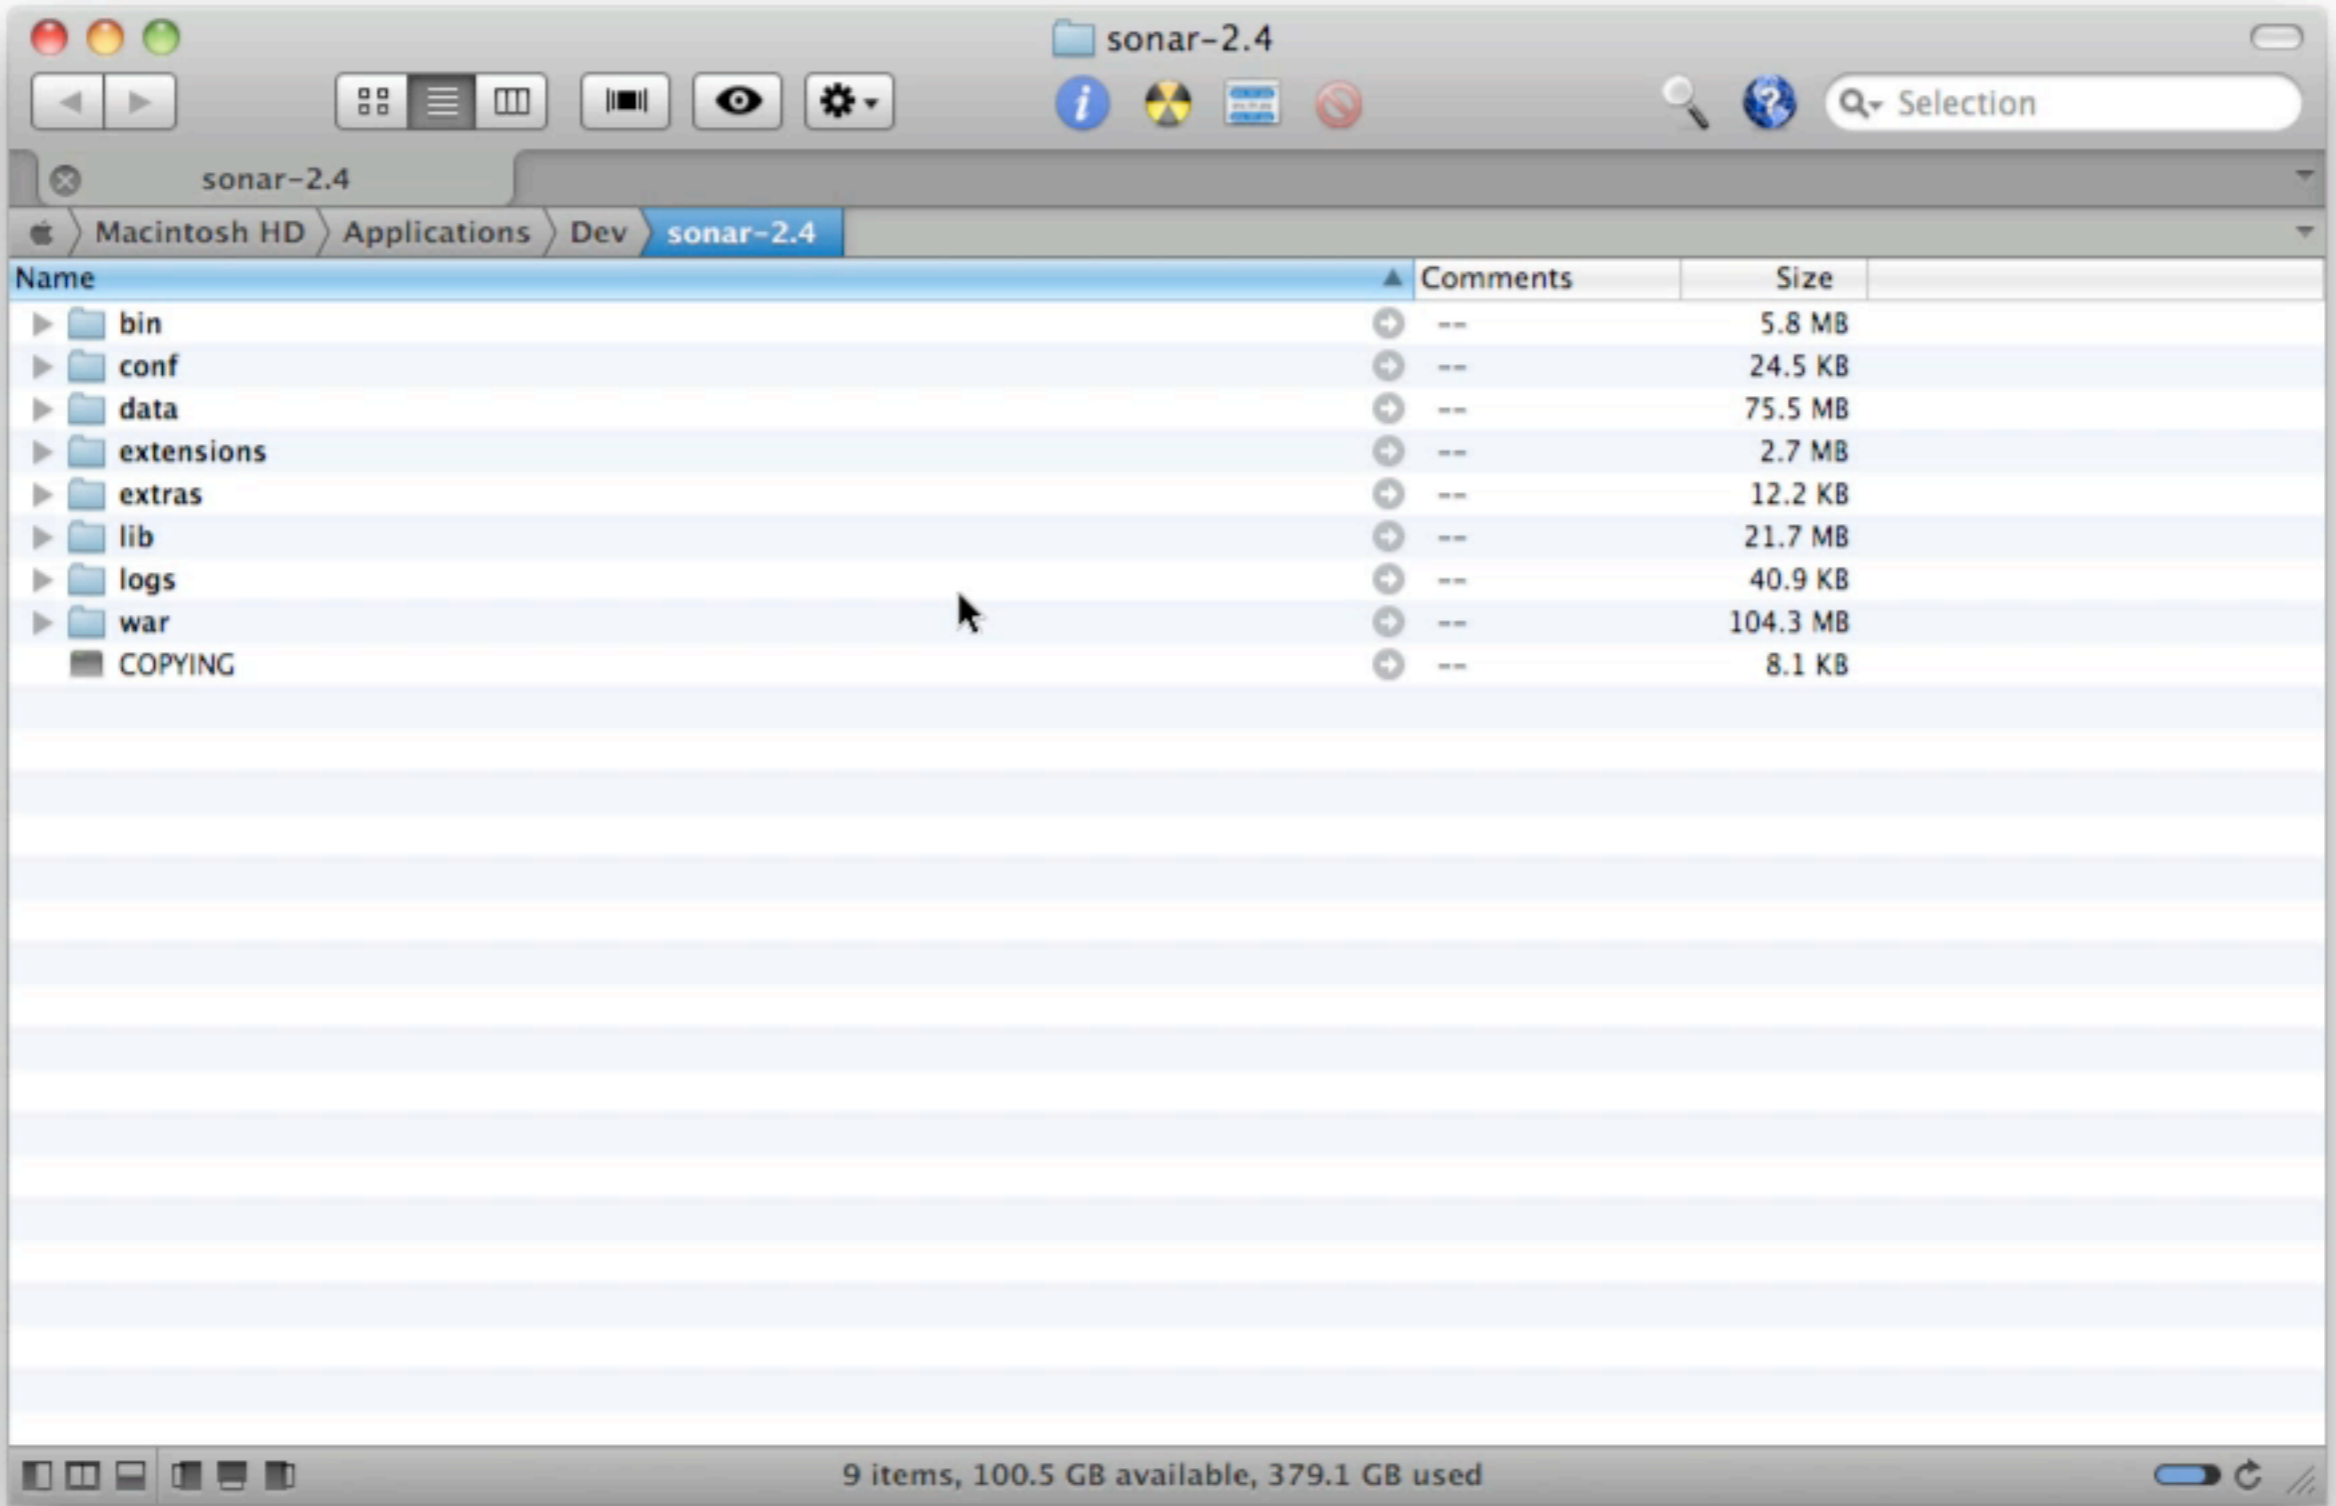 sonar-2.4
Selection
sonar-2.4
Macintosh HD Applications Dev sonar-2.4
Name Comments Size
bin -- 5.8 MB
conf -- 24.5 KB
data -- 75.5 MB
extensions -- 2.7 MB
extras -- 12.2 KB
lib -- 21.7 MB
logs -- 40.9 KB
war -- 104.3 MB
COPYING -- 8.1 KB
9 items, 100.5 GB available, 379.1 GB used